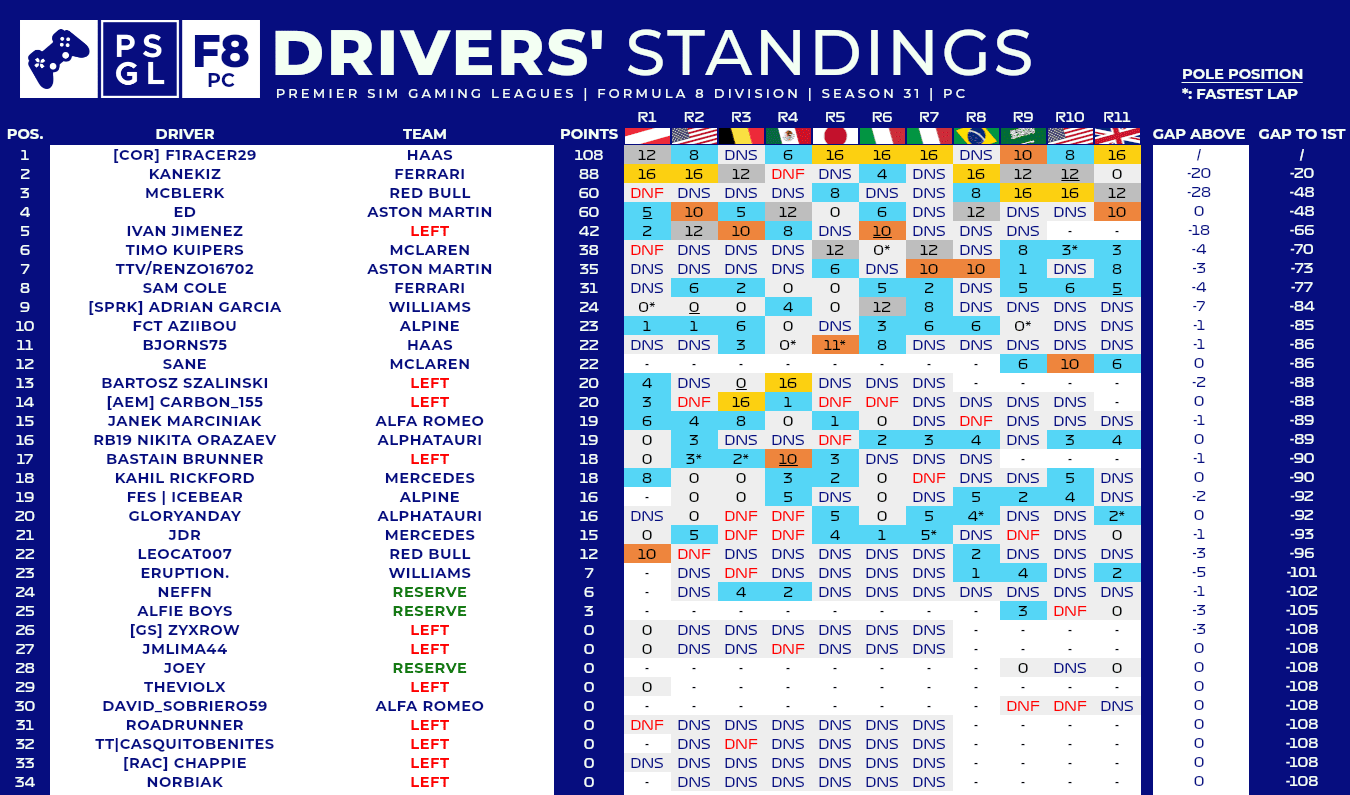 PS GL F8 PC DRIVERS' STANDINGS
PREMIER SIM GAMING LEAGUES | FORMULA 8 DIVISION | SEASON 31 | PC
POLE POSITION
*: FASTEST LAP
R1 R2 R3 R4 R5 R6 R7 R8 R9 R10 R11
POS. DRIVER TEAM POINTS GAP ABOVE GAP TO 1ST
1 [COR] F1RACER29 HAAS 108 12 8 DNS 6 16 16 16 DNS 10 8 16 / /
2 KANEKIZ FERRARI 88 16 16 12 DNF DNS 4 DNS 16 12 12 0 -20 -20
3 MCBLERK RED BULL 60 DNF DNS DNS DNS 8 DNS DNS 8 16 16 12 -28 -48
4 ED ASTON MARTIN 60 5 10 5 12 0 6 DNS 12 DNS DNS 10 0 -48
5 IVAN JIMENEZ LEFT 42 2 12 10 8 DNS 10 DNS DNS DNS - - -18 -66
6 TIMO KUIPERS MCLAREN 38 DNF DNS DNS DNS 12 0* 12 DNS 8 3* 3 -4 -70
7 TTV/RENZO16702 ASTON MARTIN 35 DNS DNS DNS DNS 6 DNS 10 10 1 DNS 8 -3 -73
8 SAM COLE FERRARI 31 DNS 6 2 0 0 5 2 DNS 5 6 5 -4 -77
9 [SPRK] ADRIAN GARCIA WILLIAMS 24 0* 0 0 4 0 12 8 DNS DNS DNS DNS -7 -84
10 FCT AZIIBOU ALPINE 23 1 1 6 0 DNS 3 6 6 0* DNS DNS -1 -85
11 BJORNS75 HAAS 22 DNS DNS 3 0* 11* 8 DNS DNS DNS DNS DNS -1 -86
12 SANE MCLAREN 22 - - - - - - - - 6 10 6 0 -86
13 BARTOSZ SZALINSKI LEFT 20 4 DNS 0 16 DNS DNS DNS - - - - -2 -88
14 [AEM] CARBON_155 LEFT 20 3 DNF 16 1 DNF DNF DNS DNS DNS DNS - 0 -88
15 JANEK MARCINIAK ALFA ROMEO 19 6 4 8 0 1 0 DNS DNF DNS DNS DNS -1 -89
16 RB19 NIKITA ORAZAEV ALPHATAURI 19 0 3 DNS DNS DNF 2 3 4 DNS 3 4 0 -89
17 BASTAIN BRUNNER LEFT 18 0 3* 2* 10 3 DNS DNS DNS - - - -1 -90
18 KAHIL RICKFORD MERCEDES 18 8 0 0 3 2 0 DNF DNS DNS 5 DNS 0 -90
19 FES | ICEBEAR ALPINE 16 - 0 0 5 DNS 0 DNS 5 2 4 DNS -2 -92
20 GLORYANDAY ALPHATAURI 16 DNS 0 DNF DNF 5 0 5 4* DNS DNS 2* 0 -92
21 JDR MERCEDES 15 0 5 DNF DNF 4 1 5* DNS DNF DNS 0 -1 -93
22 LEOCAT007 RED BULL 12 10 DNF DNS DNS DNS DNS DNS 2 DNS DNS DNS -3 -96
23 ERUPTION. WILLIAMS 7 - DNS DNF DNS DNS DNS DNS 1 4 DNS 2 -5 -101
24 NEFFN RESERVE 6 - DNS 4 2 DNS DNS DNS DNS DNS DNS DNS -1 -102
25 ALFIE BOYS RESERVE 3 - - - - - - - - 3 DNF 0 -3 -105
26 [GS] ZYXROW LEFT 0 0 DNS DNS DNS DNS DNS DNS - - - - -3 -108
27 JMLIMA44 LEFT 0 0 DNS DNS DNF DNS DNS DNS - - - - 0 -108
28 JOEY RESERVE 0 - - - - - - - - 0 DNS 0 0 -108
29 THEVIOLX LEFT 0 0 - - - - - - - - - - 0 -108
30 DAVID_SOBRIERO59 ALFA ROMEO 0 - - - - - - - - DNF DNF DNS 0 -108
31 ROADRUNNER LEFT 0 DNF DNS DNS DNS DNS DNS DNS - - - - 0 -108
32 TT|CASQUITOBENITES LEFT 0 - DNS DNF DNS DNS DNS DNS - - - - 0 -108
33 [RAC] CHAPPIE LEFT 0 DNS DNS DNS DNS DNS DNS DNS - - - - 0 -108
34 NORBIAK LEFT 0 - DNS DNS DNS DNS DNS DNS - - - - 0 -108